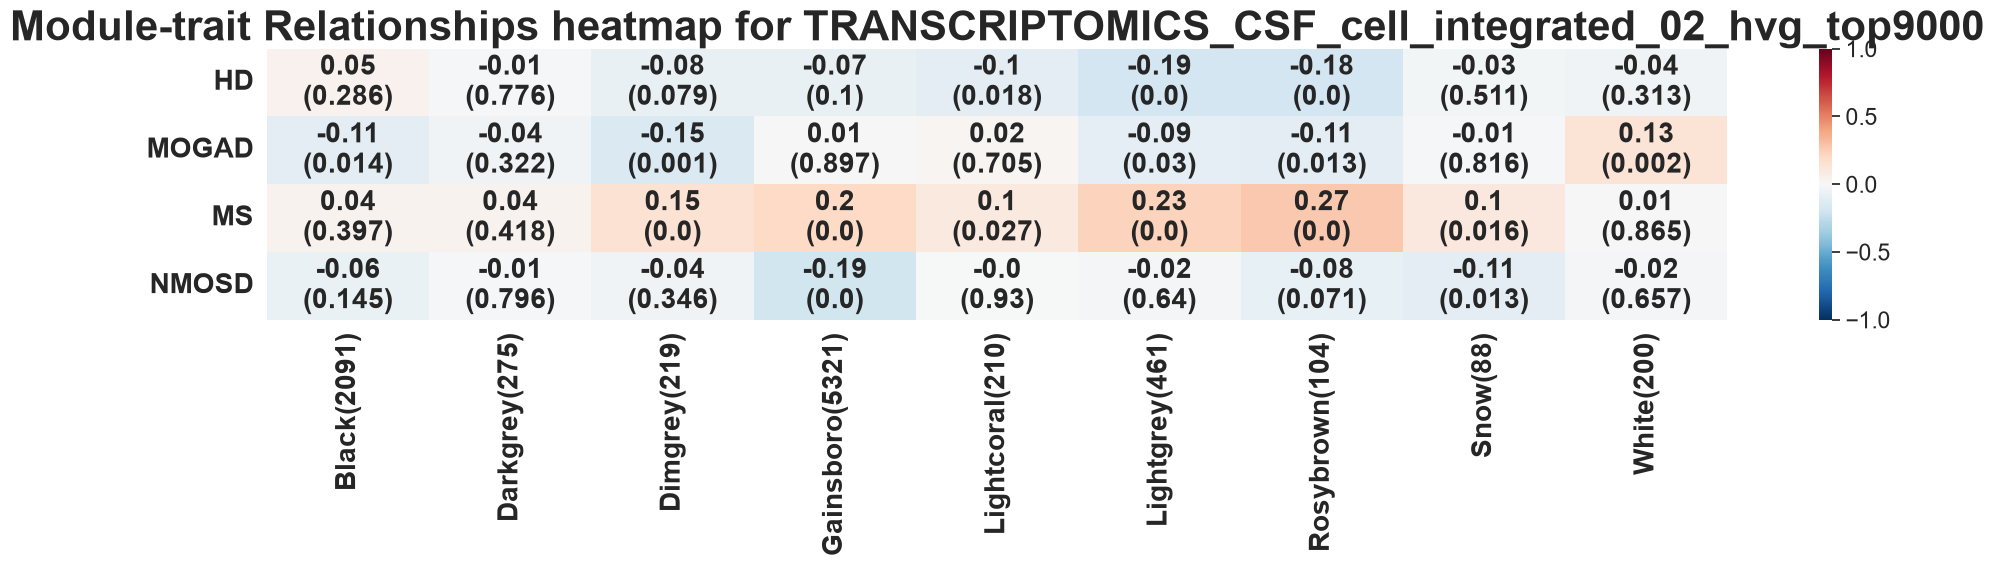 Module-trait Relationships heatmap for TRANSCRIPTOMICS_CSF_cell_integrated_02_hvg_top9000
HD
0.05 -0.01 -0.08 -0.07 -0.1 -0.19 -0.18 -0.03 -0.04
(0.286) (0.776) (0.079) (0.1) (0.018) (0.0) (0.0) (0.511) (0.313)
MOGAD
-0.11 -0.04 -0.15 0.01 0.02 -0.09 -0.11 -0.01 0.13
(0.014) (0.322) (0.001) (0.897) (0.705) (0.03) (0.013) (0.816) (0.002)
MS
0.04 0.04 0.15 0.2 0.1 0.23 0.27 0.1 0.01
(0.397) (0.418) (0.0) (0.0) (0.027) (0.0) (0.0) (0.016) (0.865)
NMOSD
-0.06 -0.01 -0.04 -0.19 -0.0 -0.02 -0.08 -0.11 -0.02
(0.145) (0.796) (0.346) (0.0) (0.93) (0.64) (0.071) (0.013) (0.657)
Black(2091)
Darkgrey(275)
Dimgrey(219)
Gainsboro(5321)
Lightcoral(210)
Lightgrey(461)
Rosybrown(104)
Snow(88)
White(200)
1.0
0.5
0.0
−0.5
−1.0